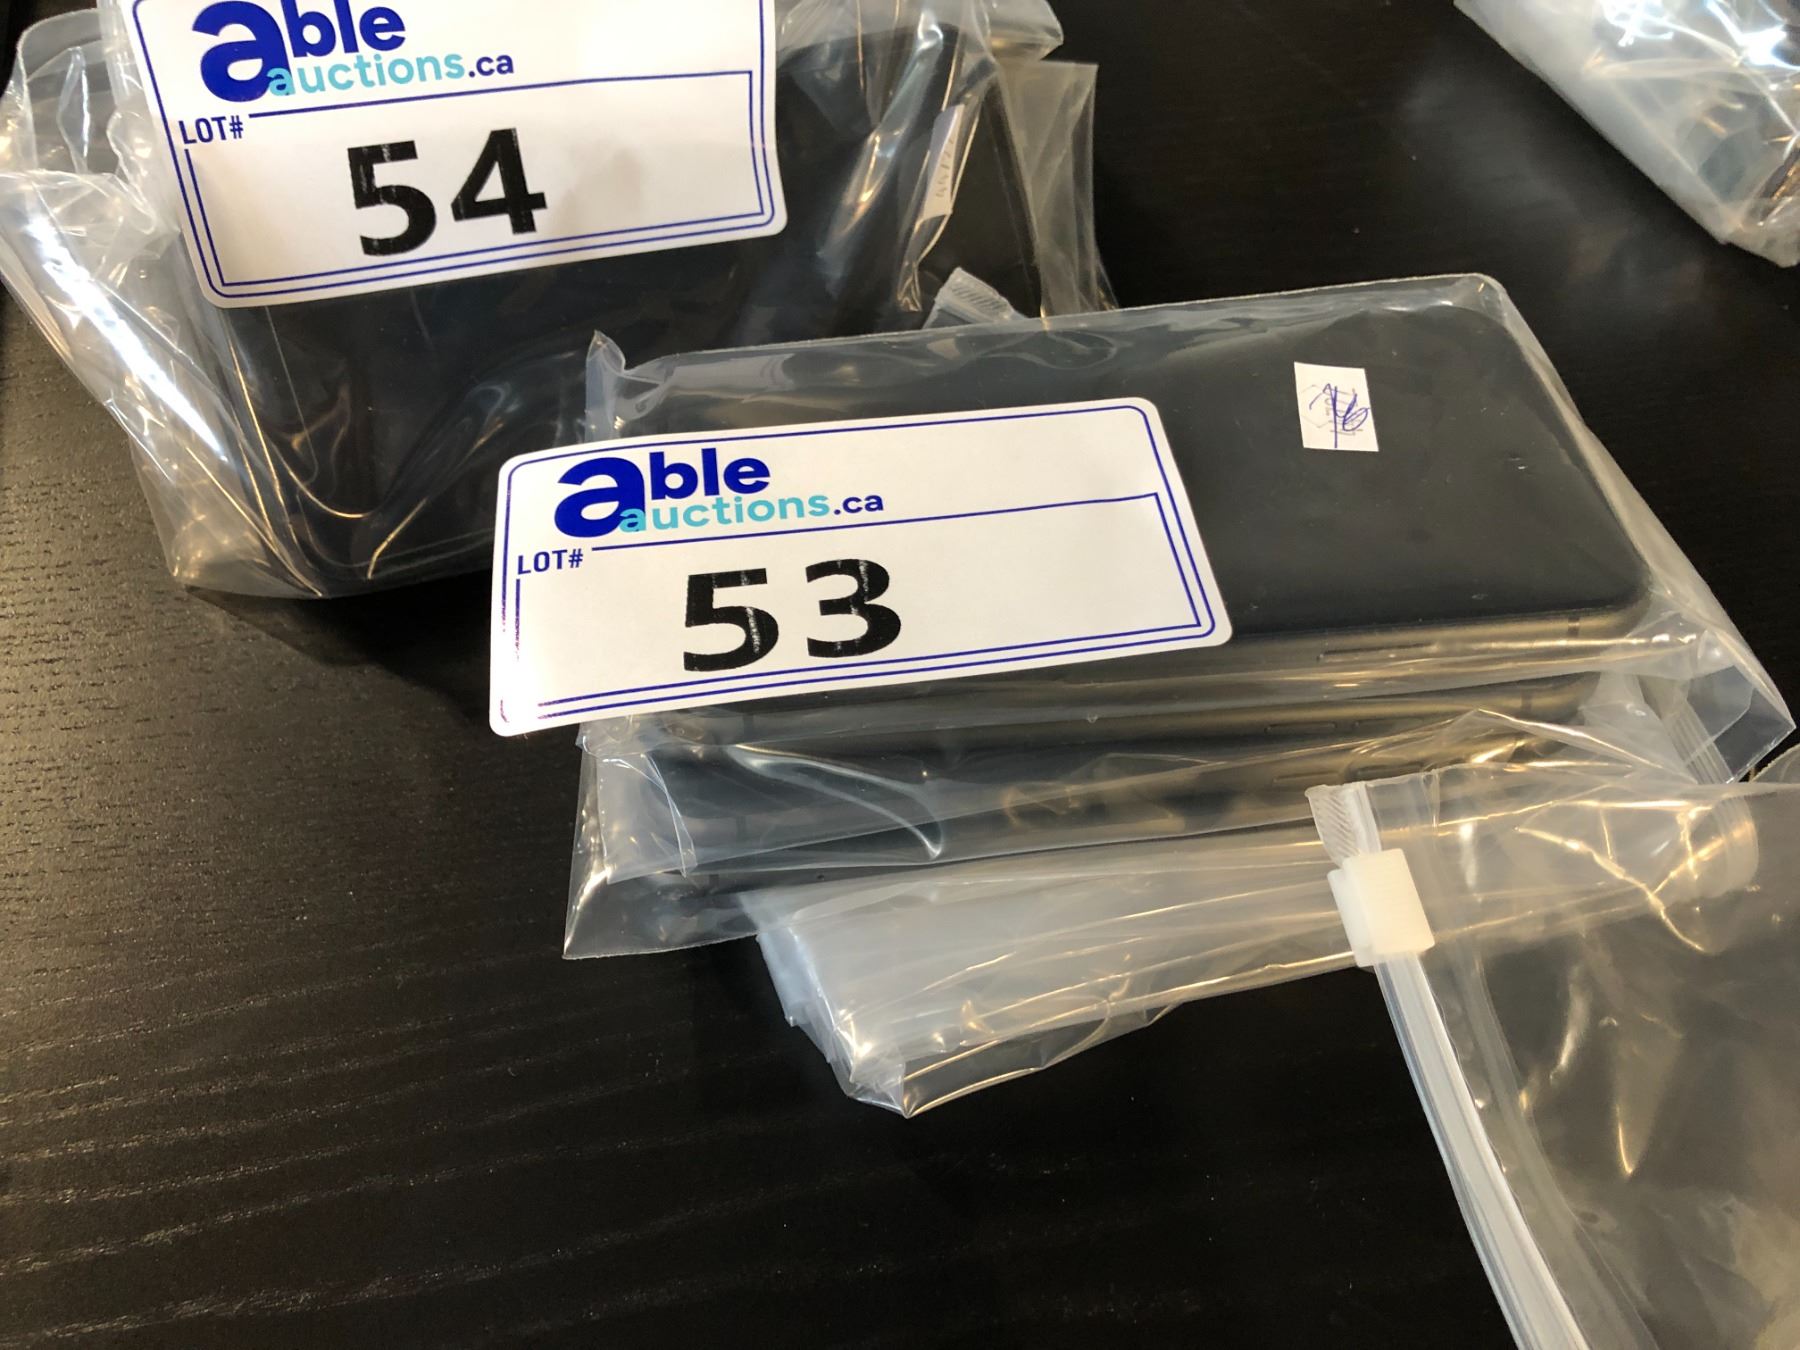 able
auctions.ca
LOT#
54
able
auctions.ca
LOT#
53